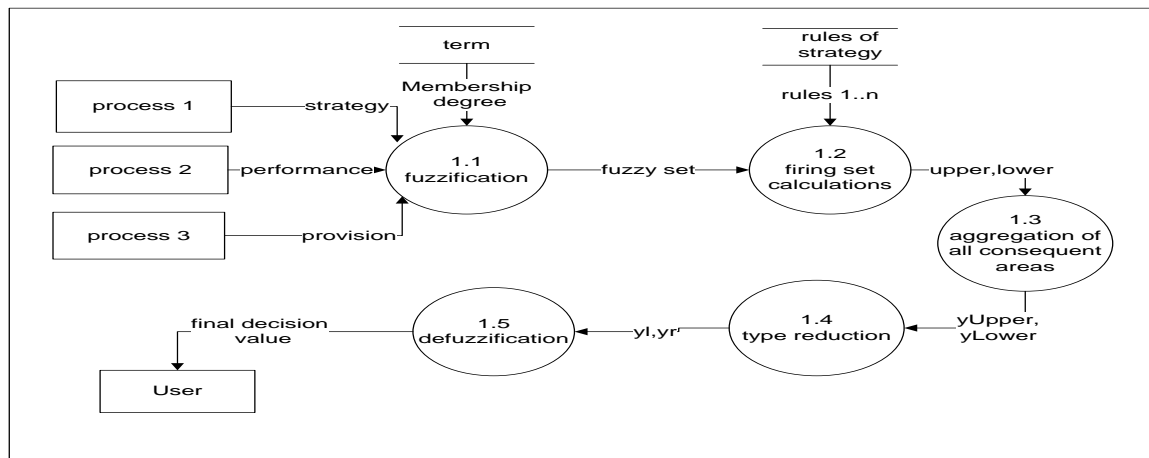 term
rules of
strategy
Membership
degree
rules 1..n
process 1
strategy
process 2
performance
1.1
fuzzification
fuzzy set
1.2
firing set
calculations
upper,lower
process 3
provision
1.3
aggregation of
all consequent
areas
final decision
value
1.5
defuzzification
yl,yr
1.4
type reduction
yUpper,
yLower
User